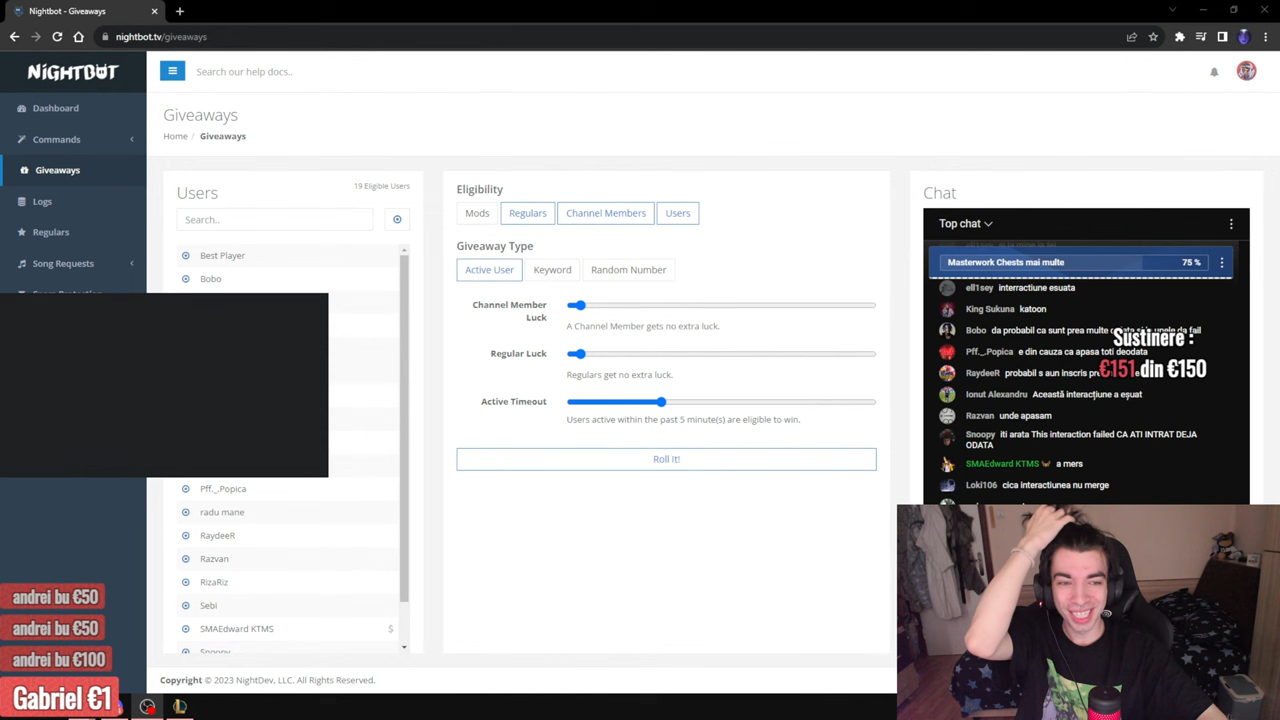 Nightbot - Giveaways
nightbot.tv/giveaways
NiGHTBOT
Search our help docs..
Dashboard
Commands
Giveaways
Logs
Regulars
Song Requests
Giveaways
Home / Giveaways
Users
19 Eligible Users
Search..
Best Player
Bobo
Pff._.Popica
radu mane
RaydeeR
Razvan
RizaRiz
Sebi
SMAEdward KTMS $
Snoopy
Eligibility
Mods Regulars Channel Members Users
Giveaway Type
Active User Keyword Random Number
Channel Member
Luck
A Channel Member gets no extra luck.
Regular Luck
Regulars get no extra luck.
Active Timeout
Users active within the past 5 minute(s) are eligible to win.
Roll It!
Chat
Top chat
Masterwork Chests mai multe 75 %
ell1sey interractiune esuata
King Sukuna katoon
Bobo da probabil ca sunt prea multe la fail
Pff._.Popica e din cauza ca apasa toti deodata
RaydeeR probabil s aun inscris
Ionut Alexandru Această interacțiune a eșuat
Razvan unde apasam
Snoopy iti arata This interaction failed CA ATI INTRAT DEJA
ODATA
SMAEdward KTMS a mers
Loki106 cica interactiunea nu merge
Sustinere :
€151 din €150
andrei bu €50
andrei bu €50
andrei bu €100
Gabriel €1
Copyright © 2023 NightDev, LLC. All Rights Reserved.